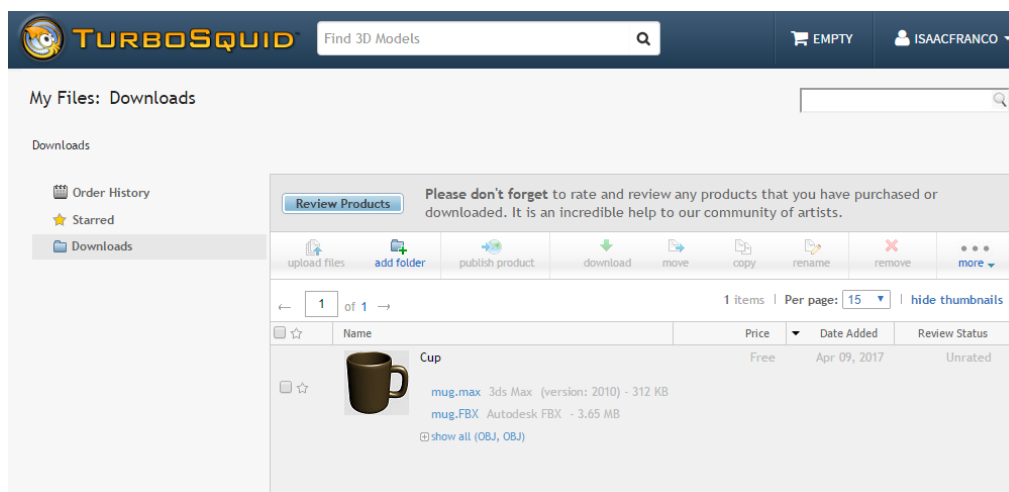 TURBOSQUID
Find 3D Models
EMPTY
ISAACFRANCO
My Files: Downloads
Downloads
Order History
Starred
Downloads
Review Products
Please don't forget to rate and review any products that you have purchased or
downloaded. It is an incredible help to our community of artists.
upload files
add folder
publish product
download
move
copy
rename
remove
more
1 of 1
1 items | Per page: 15 | hide thumbnails
Name
Price
Date Added
Review Status
Cup
Free
Apr 09, 2017
Unrated
mug.max 3ds Max (version: 2010) - 312 KB
mug.FBX Autodesk FBX - 3.65 MB
show all (OBJ, OBJ)